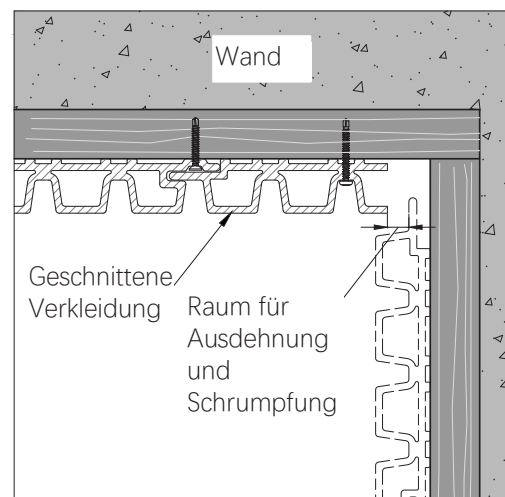 Wand
Geschnittene
Verkleidung
Raum für
Ausdehnung
und
Schrumpfung